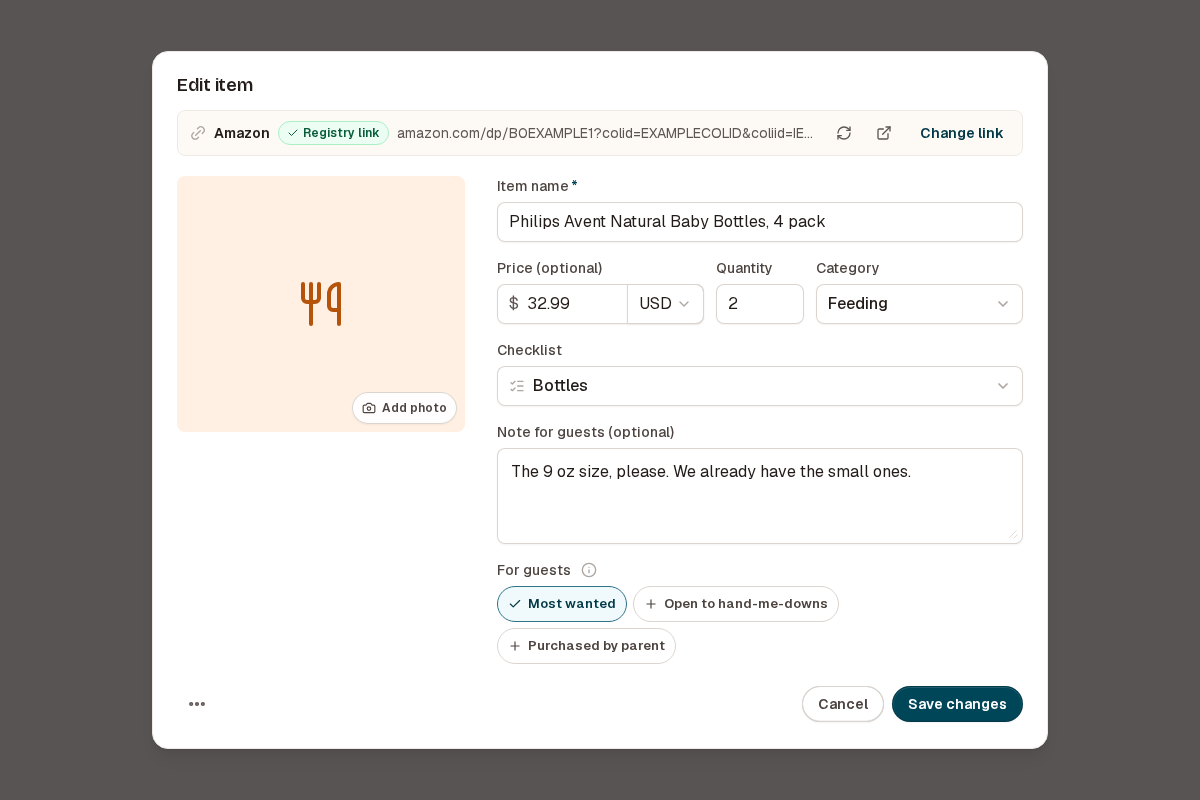 Edit item
Amazon Registry link amazon.com/dp/BOEXAMPLE1?colid=EXAMPLECOLID&coliid=IE... Change link
Item name *
Philips Avent Natural Baby Bottles, 4 pack
Price (optional) Quantity Category
$ 32.99 USD 2 Feeding
Checklist
Bottles
Add photo
Note for guests (optional)
The 9 oz size, please. We already have the small ones.
For guests
Most wanted Open to hand-me-downs
Purchased by parent
Cancel Save changes